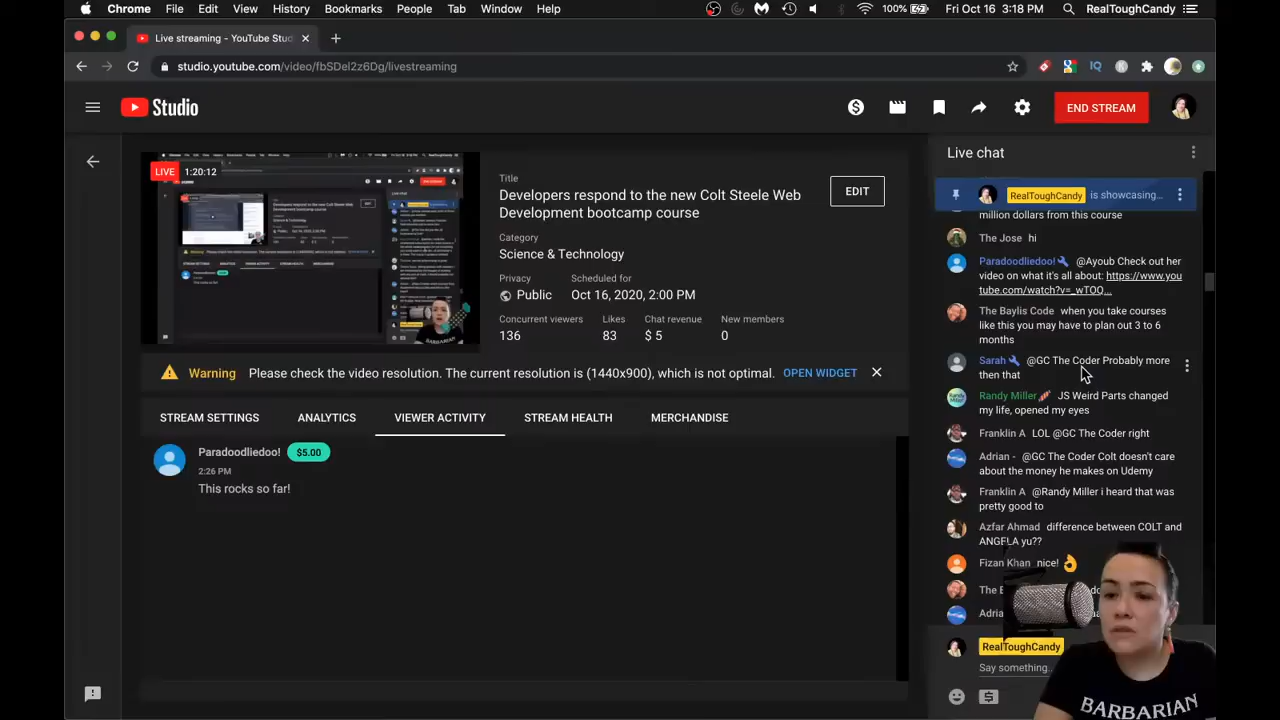 Chrome File Edit View History Bookmarks People Tab Window Help 100% Fri Oct 16 3:18 PM RealToughCandy
Live streaming - YouTube Stud
studio.youtube.com/video/fbSDel2z6Dg/livestreaming
Studio
END STREAM
LIVE 1:20:12
Title
Developers respond to the new Colt Steele Web
Development bootcamp course
EDIT
Category
Science & Technology
Privacy Scheduled for
Public Oct 16, 2020, 2:00 PM
Concurrent viewers Likes Chat revenue New members
136 83 $ 5 0
Warning Please check the video resolution. The current resolution is (1440x900), which is not optimal. OPEN WIDGET
STREAM SETTINGS ANALYTICS VIEWER ACTIVITY STREAM HEALTH MERCHANDISE
Paradoodliedoo! $5.00
2:26 PM
This rocks so far!
Live chat
RealToughCandy is showcasing...
million dollars from this
The Jose hi
Paradoodliedoo! @Ayoub Check out her
video on what it's all about: https://www.you
tube.com/watch?v=_wTOQ...
The Baylis Code when you take courses
like this you may have to plan out 3 to 6
months
Sarah @GC The Coder Probably more
then that
Randy Miller JS Weird Parts changed
my life, opened my eyes
Franklin A LOL @GC The Coder right
Adrian - @GC The Coder Colt doesn't care
about the money he makes on Udemy
Franklin A @Randy Miller i heard that was
pretty good to
Azfar Ahmad difference between COLT and
ANGELA yu??
Fizan Khan nice! 👌
The
RealToughCandy
Say something...
BARBARIAN